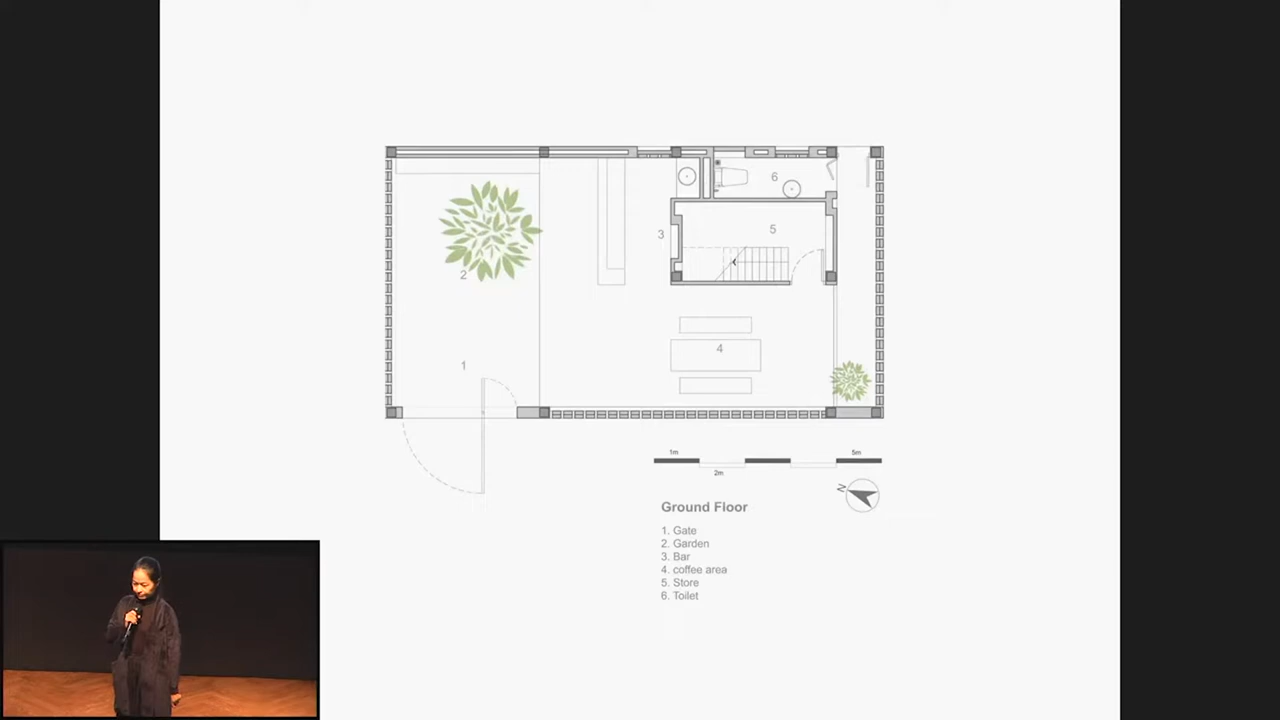 6
5
3
2
4
1
1m
5m
2m
N
Ground Floor
1. Gate
2. Garden
3. Bar
4. coffee area
5. Store
6. Toilet